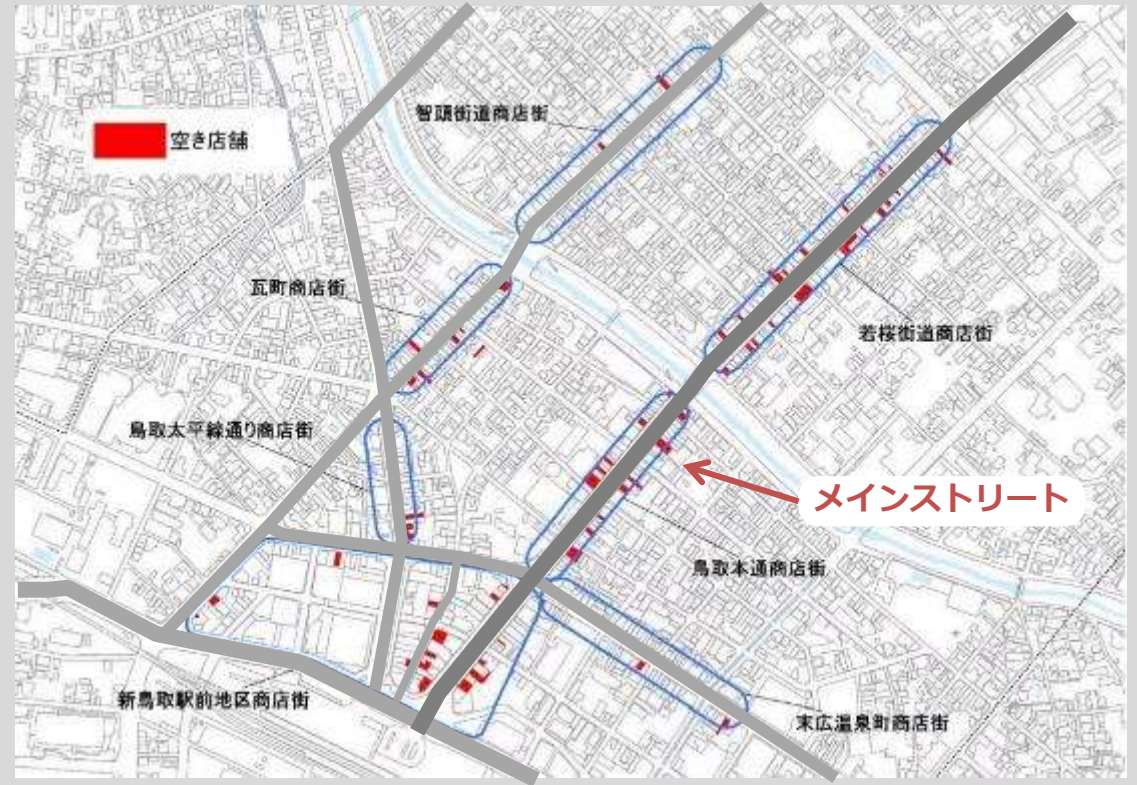 智頭街道商店街
空き店舗
瓦町商店街
若桜街道商店街
鳥取太平線通り商店街
メインストリート
鳥取本通商店街
新鳥取駅前地区商店街
末広温泉町商店街